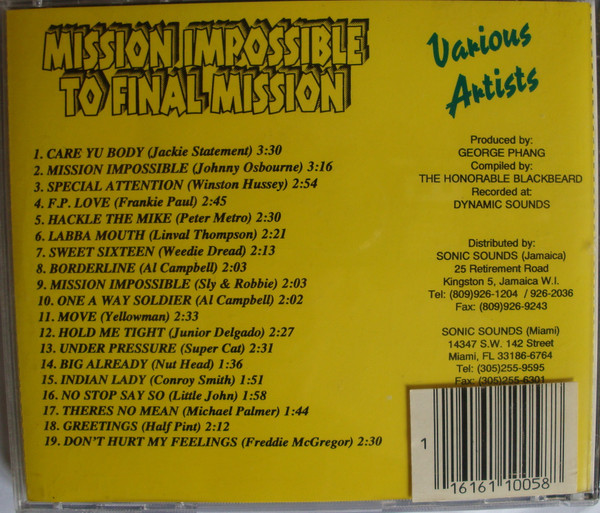 MISSION IMPOSSIBLE
TO FINAL MISSION
1. CARE YU BODY (Jackie Statement) 3:30
2. MISSION IMPOSSIBLE (Johnny Osbourne) 3:16
3. SPECIAL ATTENTION (Winston Hussey) 2:54
4. F.P. LOVE (Frankie Paul) 2:45
5. HACKLE THE MIKE (Peter Metro) 2:30
6. LABBA MOUTH (Linval Thompson) 2:21
7. SWEET SIXTEEN (Weedie Dread) 2:13
8. BORDERLINE (Al Campbell) 2:03
9. MISSION IMPOSSIBLE (Sly & Robbie) 2:03
10. ONE A WAY SOLDIER (Al Campbell) 2:02
11. MOVE (Yellowman) 2:33
12. HOLD ME TIGHT (Junior Delgado) 2:27
13. UNDER PRESSURE (Super Cat) 2:31
14. BIG ALREADY (Nut Head) 1:36
15. INDIAN LADY (Conroy Smith) 1:51
16. NO STOP SAY SO (Little John) 1:58
17. THERES NO MEAN (Michael Palmer) 1:44
18. GREETINGS (Half Pint) 2:12
19. DON'T HURT MY FEELINGS (Freddie McGregor) 2:30
Various
Artists
Produced by:
GEORGE PHANG
Compiled by:
THE HONORABLE BLACKBEARD
Recorded at:
DYNAMIC SOUNDS
Distributed by:
SONIC SOUNDS (Jamaica)
25 Retirement Road
Kingston 5, Jamaica W.I.
Tel: (809)926-1204 / 926-2036
Fax: (809)926-9243
SONIC SOUNDS (Miami)
14347 S.W. 142 Street
Miami, FL 33186-6764
Tel: (305)255-9595
Fax: (305)255-6301
1
16161 10058